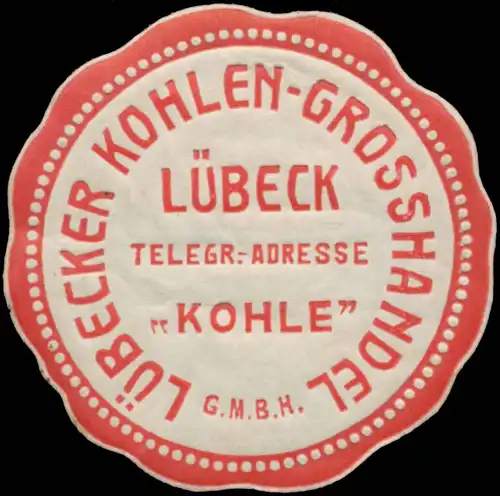 LÜBECKER KOHLEN-GROSSHANDEL
LÜBECK
TELEGR.-ADRESSE
„KOHLE”
G.M.B.H.